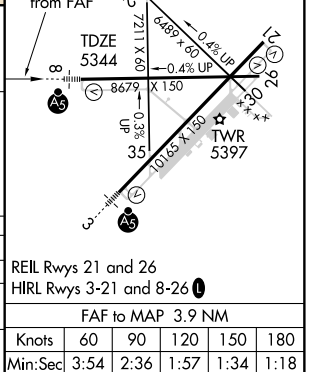 from FAF
TDZE
5344
7211 X 60
6489 X 60
0.4% UP
21
0.4% UP
8
8679 X 150
V
V
V
26
A5
0.3%
UP
30
TWR
5397
35
10165 X 150
V
3
A5
REIL Rwys 21 and 26
HIRL Rwys 3-21 and 8-26 L
FAF to MAP 3.9 NM
Knots 60 90 120 150 180
Min:Sec 3:54 2:36 1:57 1:34 1:18